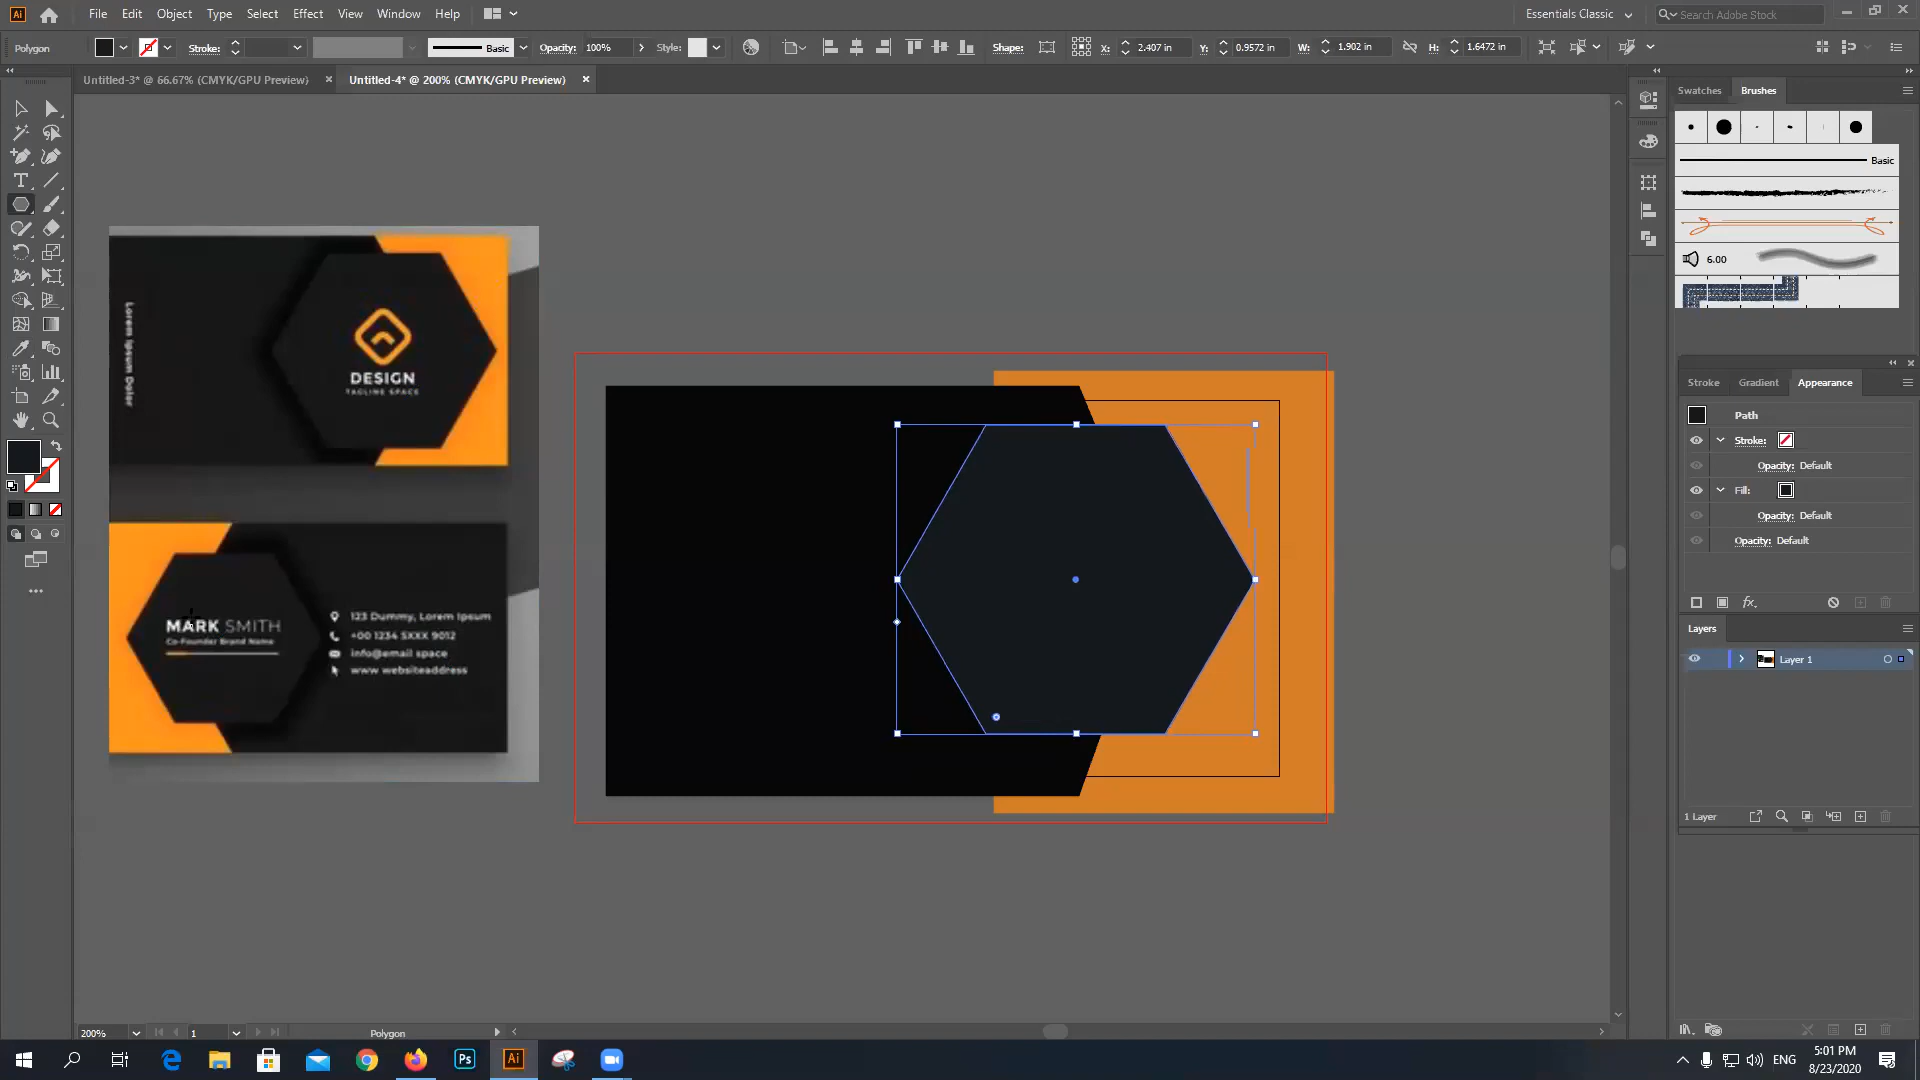 Ai File Edit Object Type Select Effect View Window Help Essentials Classic Search Adobe Stock
Polygon Stroke: Basic Opacity: 100% Style: Shape: X: 2.407 in Y: 0.9572 in W: 1.902 in H: 1.6472 in
Untitled-3* @ 66.67% (CMYK/GPU Preview) Untitled-4* @ 200% (CMYK/GPU Preview)
Swatches Brushes
Basic
6.00
Lorem Ipsum Dolor
DESIGN
TAGLINE SPACE
MARK SMITH
Co-Founder Brand Name
123 Dummy, Lorem Ipsum
+00 1234 5XXX 9012
info@email space
www websiteaddress
Stroke Gradient Appearance
Path
Stroke:
Opacity: Default
Fill:
Opacity: Default
Opacity: Default
fx
Layers
Layer 1
1 Layer
200% 1 Polygon
Ps Ai ENG 5:01 PM
8/23/2020